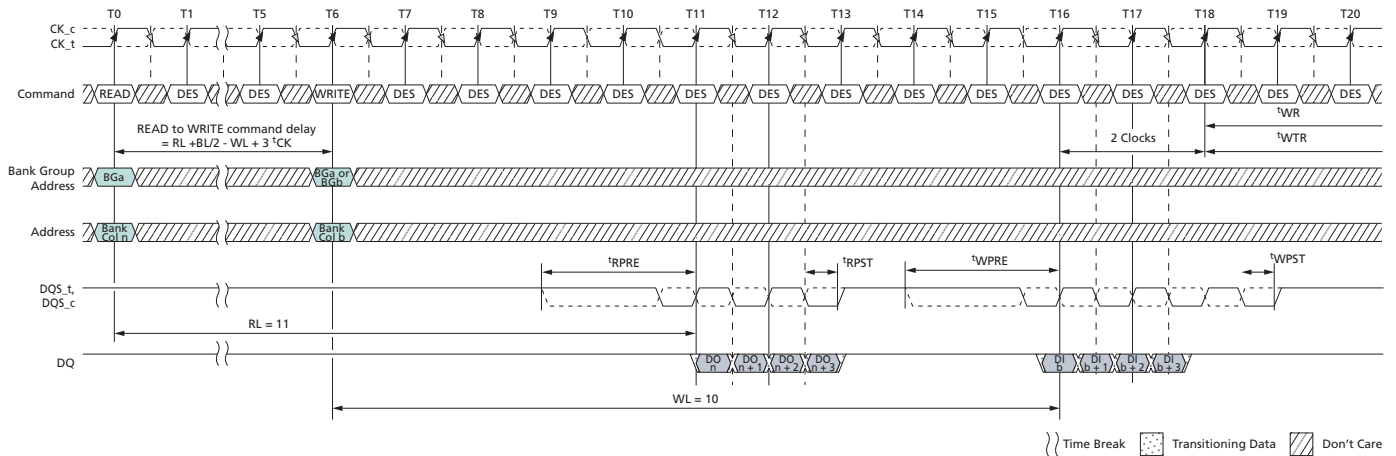 T0 T1 T5 T6 T7 T8 T9 T10 T11 T12 T13 T14 T15 T16 T17 T18 T19 T20
CK_c
CK_t
Command READ DES DES WRITE DES DES DES DES DES DES DES DES DES DES DES DES DES DES
tWR
READ to WRITE command delay
= RL +BL/2 - WL + 3 tCK
2 Clocks
tWTR
Bank Group
Address
BGa
BGa or
BGb
Address
Bank
Col n
Bank
Col b
tRPRE tRPST tWPRE tWPST
DQS_t,
DQS_c
RL = 11
DQ
DO
n
DO
n + 1
DO
n + 2
DO
n + 3
DI
b
DI
b + 1
DI
b + 2
DI
b + 3
WL = 10
Time Break Transitioning Data Don't Care